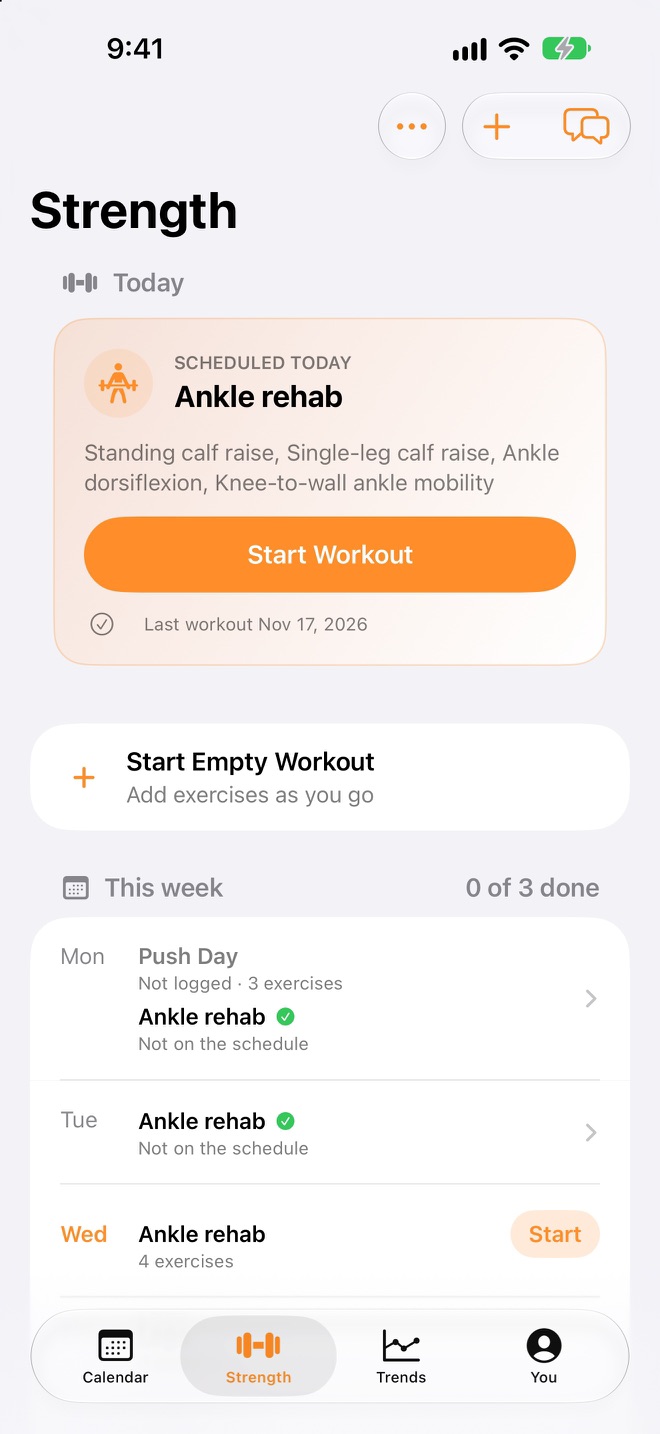 9:41
Strength
Today
SCHEDULED TODAY
Ankle rehab
Standing calf raise, Single-leg calf raise, Ankle
dorsiflexion, Knee-to-wall ankle mobility
Start Workout
Last workout Nov 17, 2026
Start Empty Workout
Add exercises as you go
This week
0 of 3 done
Mon
Push Day
Not logged · 3 exercises
Ankle rehab
Not on the schedule
Tue
Ankle rehab
Not on the schedule
Wed
Ankle rehab
Start
4 exercises
Calendar
Strength
Trends
You